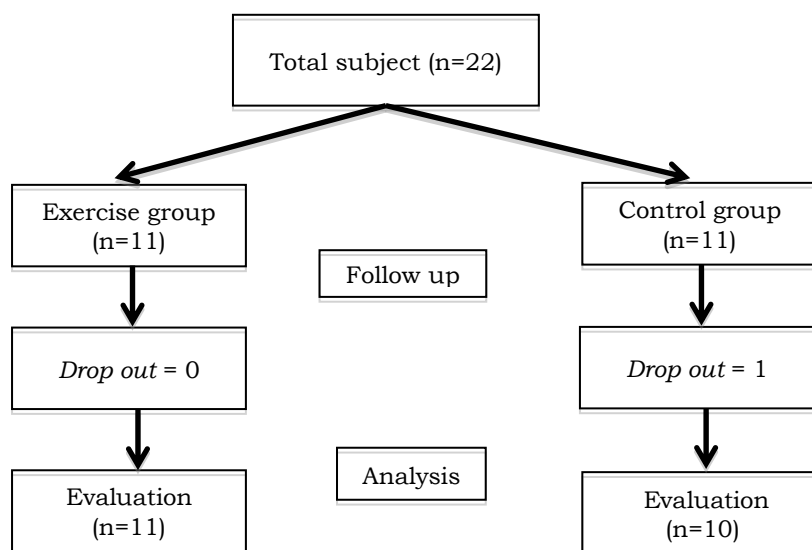 Total subject (n=22)
Exercise group
(n=11)
Control group
(n=11)
Follow up
Drop out = 0
Drop out = 1
Analysis
Evaluation
(n=11)
Evaluation
(n=10)